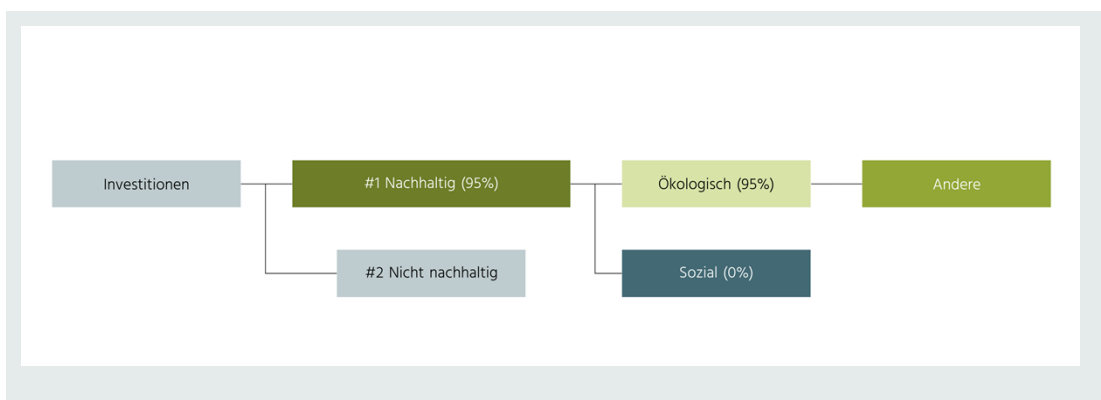 Investitionen
#1 Nachhaltig (95%)
Ökologisch (95%)
Andere
#2 Nicht nachhaltig
Sozial (0%)